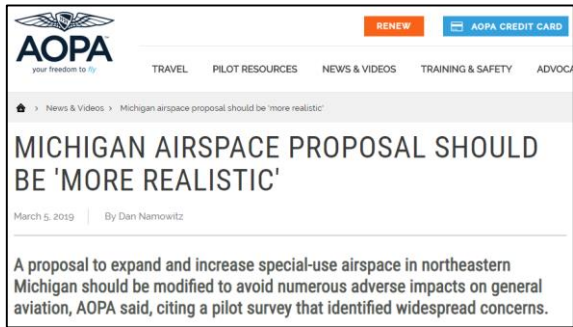 AOPA
your freedom to fly
RENEW
AOPA CREDIT CARD
TRAVEL PILOT RESOURCES NEWS & VIDEOS TRAINING & SAFETY ADVOCA
> News & Videos > Michigan airspace proposal should be 'more realistic'
MICHIGAN AIRSPACE PROPOSAL SHOULD
BE 'MORE REALISTIC'
March 5, 2019 By Dan Namowitz
A proposal to expand and increase special-use airspace in northeastern
Michigan should be modified to avoid numerous adverse impacts on general
aviation, AOPA said, citing a pilot survey that identified widespread concerns.